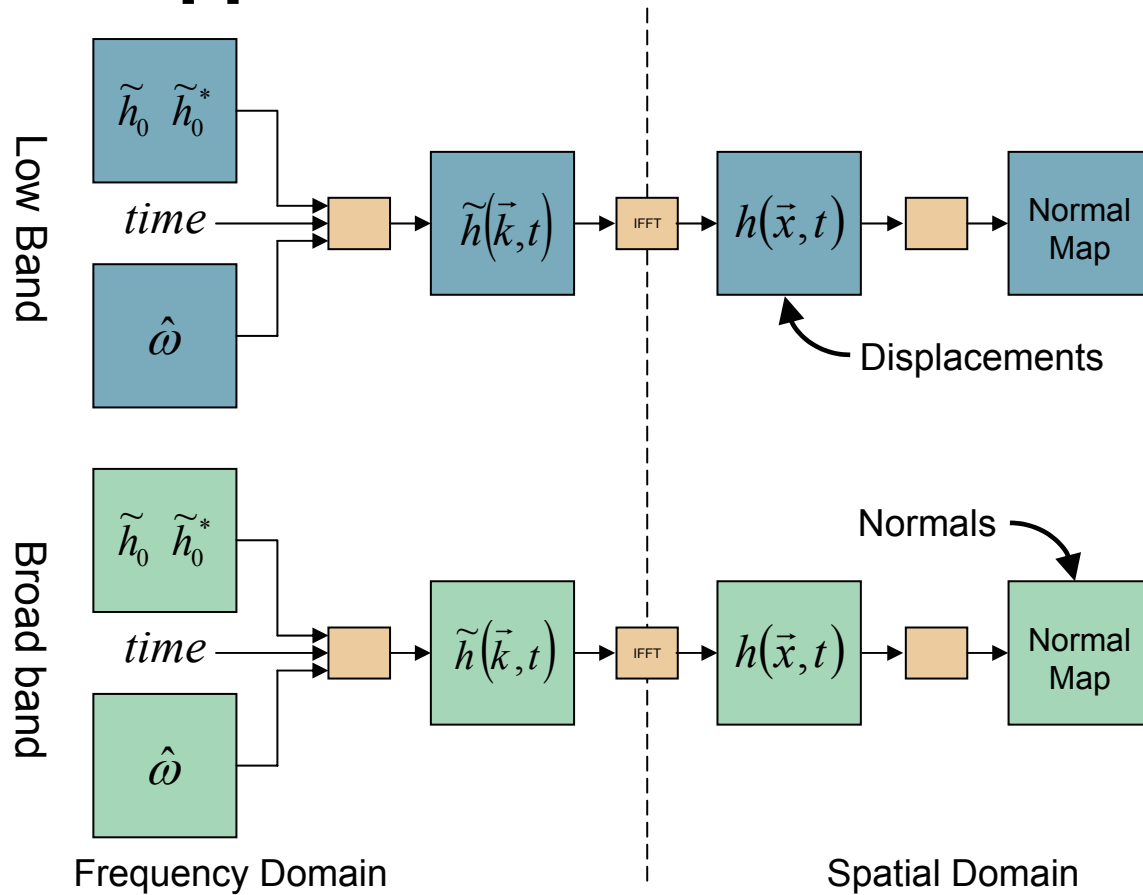 Low Band
h̃₀ h̃₀*
time
ω̂
h̃(k⃗,t)
IFFT
h(x⃗,t)
Normal
Map
Displacements
Broad band
h̃₀ h̃₀*
time
ω̂
h̃(k⃗,t)
IFFT
h(x⃗,t)
Normals
Normal
Map
Frequency Domain
Spatial Domain